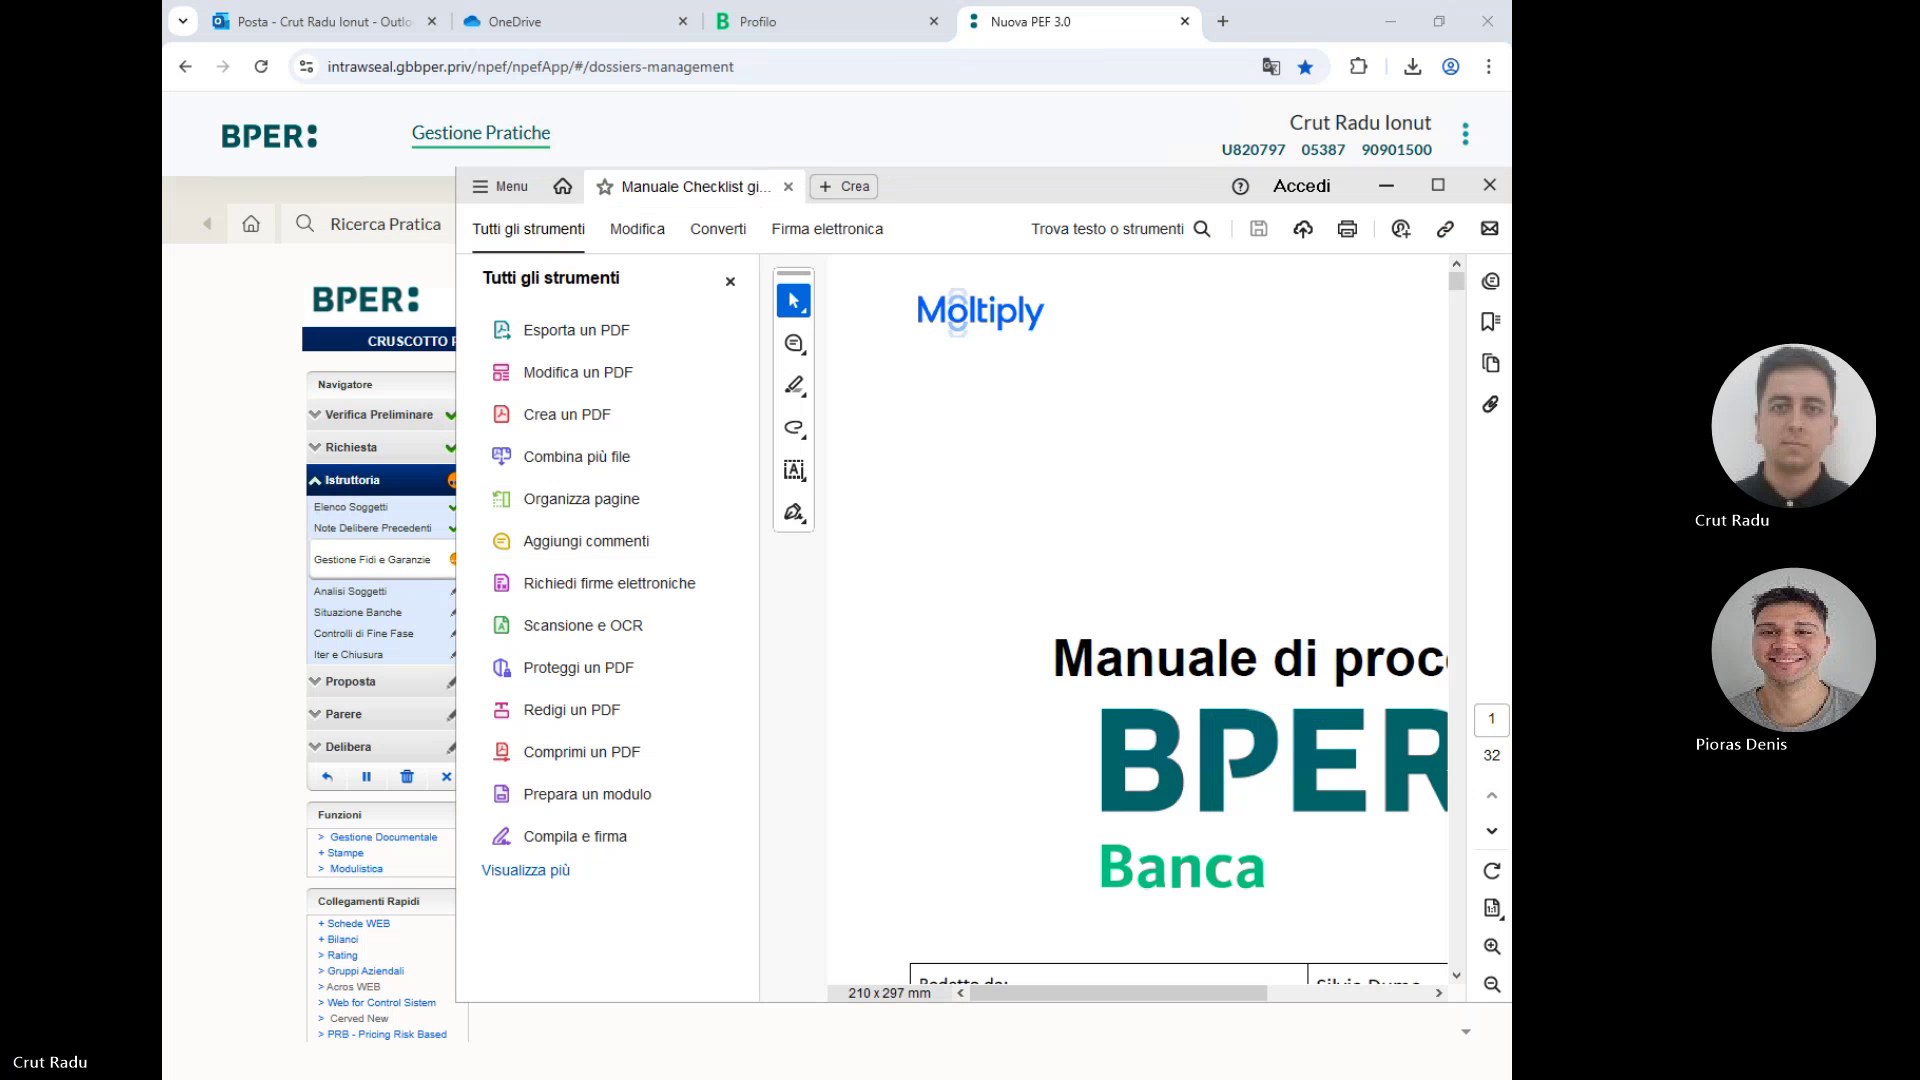 Posta - Crut Radu Ionut - Outlo
OneDrive
Profilo
Nuova PEF 3.0
intrawseal.gbbper.priv/npef/npefApp/#/dossiers-management
BPER:
Gestione Pratiche
Crut Radu Ionut
U820797 05387 90901500
Menu
Manuale Checklist gi...
Crea
Accedi
Ricerca Pratica
Tutti gli strumenti
Modifica
Converti
Firma elettronica
Trova testo o strumenti
BPER:
CRUSCOTTO
Navigatore
Verifica Preliminare
Richiesta
Istruttoria
Elenco Soggetti
Note Delibere Precedenti
Gestione Fidi e Garanzie
Analisi Soggetti
Situazione Banche
Controlli di Fine Fase
Iter e Chiusura
Proposta
Parere
Delibera
Funzioni
> Gestione Documentale
+ Stampe
> Modulistica
Collegamenti Rapidi
+ Schede WEB
+ Bilanci
> Rating
> Gruppi Aziendali
> Acros WEB
> Web for Control Sistem
> Cerved New
> PRB - Pricing Risk Based
Tutti gli strumenti
Esporta un PDF
Modifica un PDF
Crea un PDF
Combina più file
Organizza pagine
Aggiungi commenti
Richiedi firme elettroniche
Scansione e OCR
Proteggi un PDF
Redigi un PDF
Comprimi un PDF
Prepara un modulo
Compila e firma
Visualizza più
Moltiply
Manuale di proc
BPER
Banca
210 x 297 mm
1
32
Crut Radu
Pioras Denis
Crut Radu